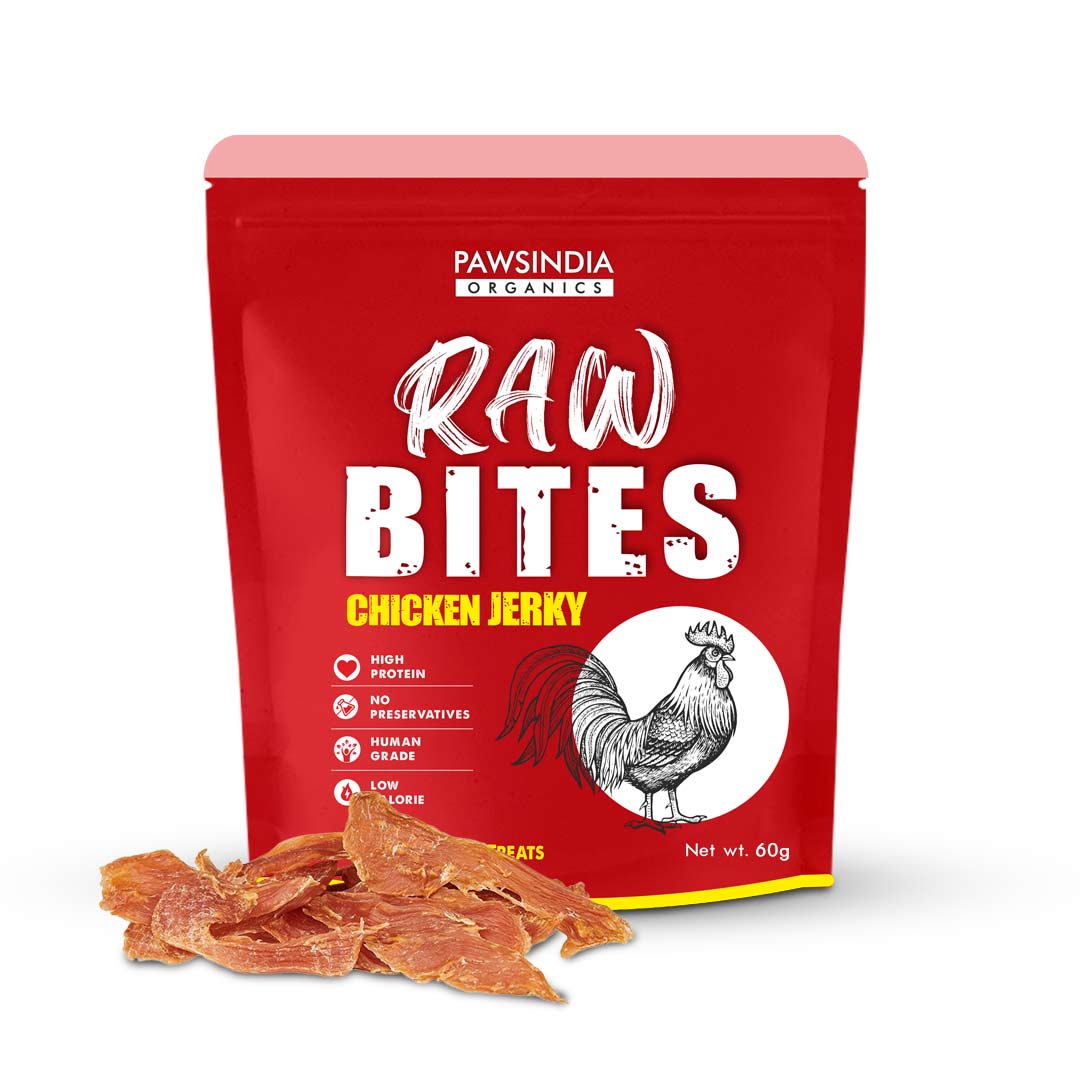 PAWSINDIA
ORGANICS
RAW
BITES
CHICKEN JERKY
HIGH
PROTEIN
NO
PRESERVATIVES
HUMAN
GRADE
LOW
Net wt. 60g